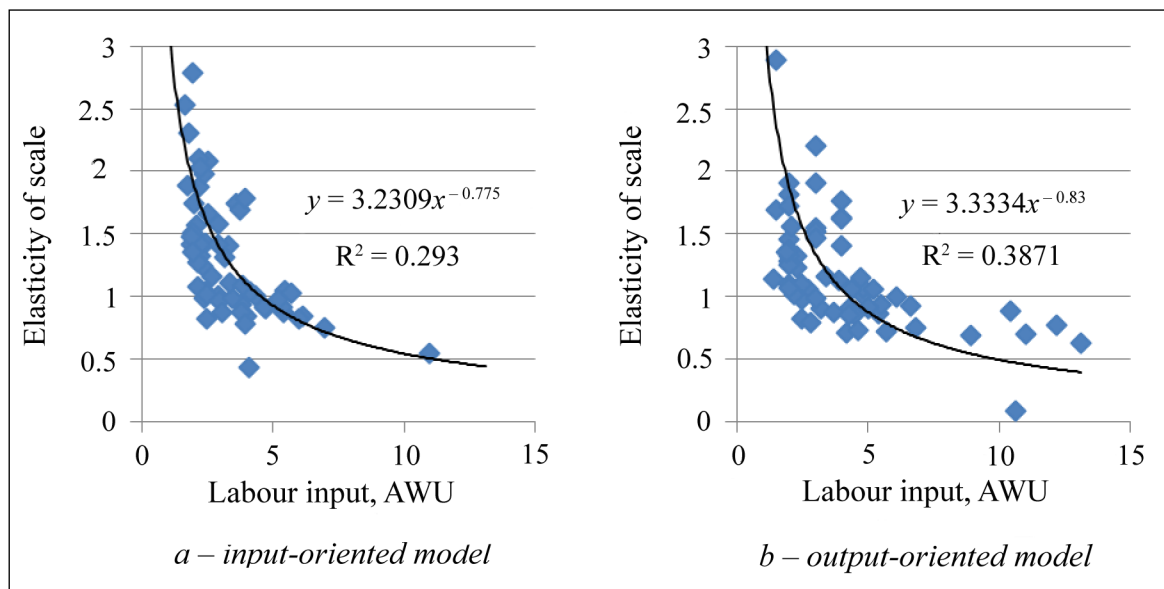 Elasticity of scale
3
2.5
2
1.5
1
0.5
0
y = 3.2309x^{−0.775}
R² = 0.293
0 5 10 15
Labour input, AWU
a – input-oriented model
Elasticity of scale
3
2.5
2
1.5
1
0.5
0
y = 3.3334x^{−0.83}
R² = 0.3871
0 5 10 15
Labour input, AWU
b – output-oriented model